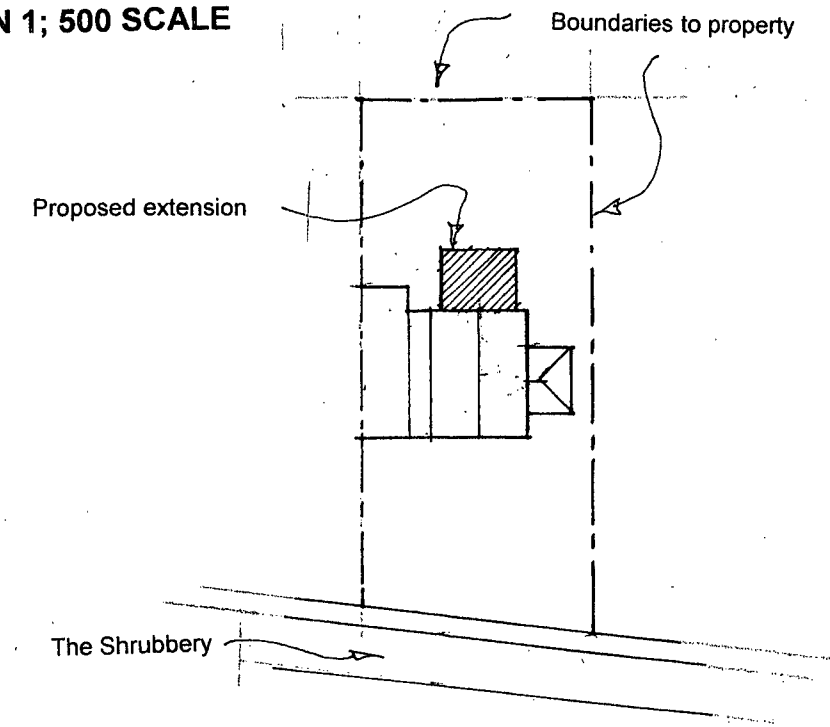 N 1; 500 SCALE
Boundaries to property
Proposed extension
The Shrubbery